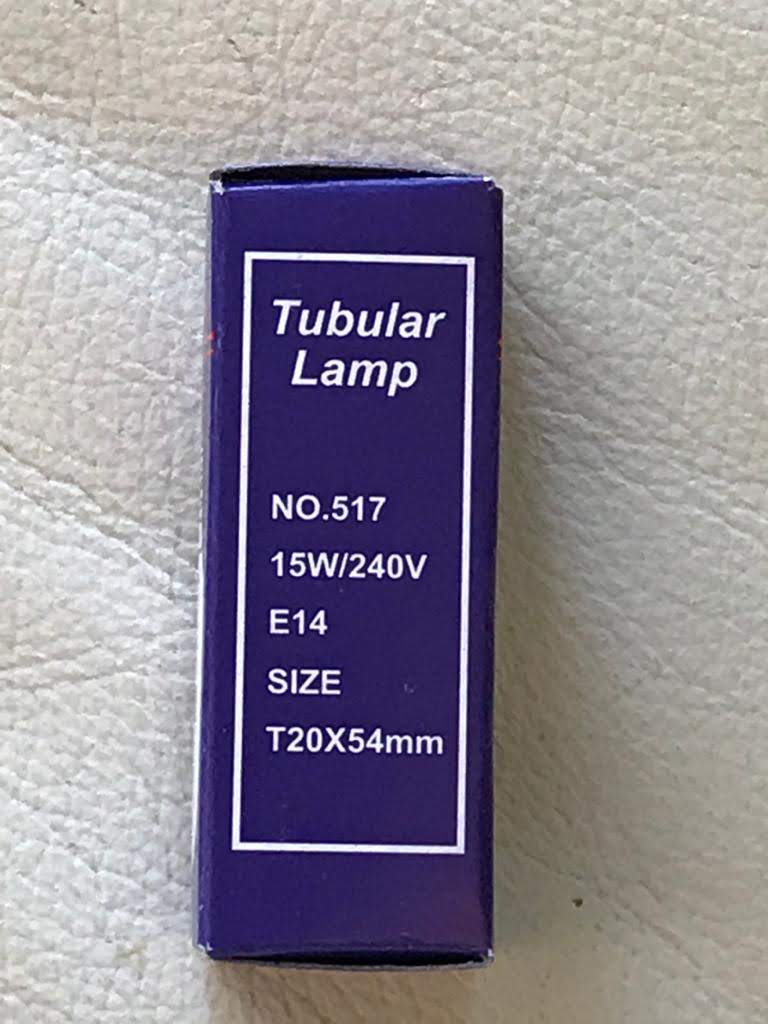 Tubular
Lamp
NO.517
15W/240V
E14
SIZE
T20X54mm